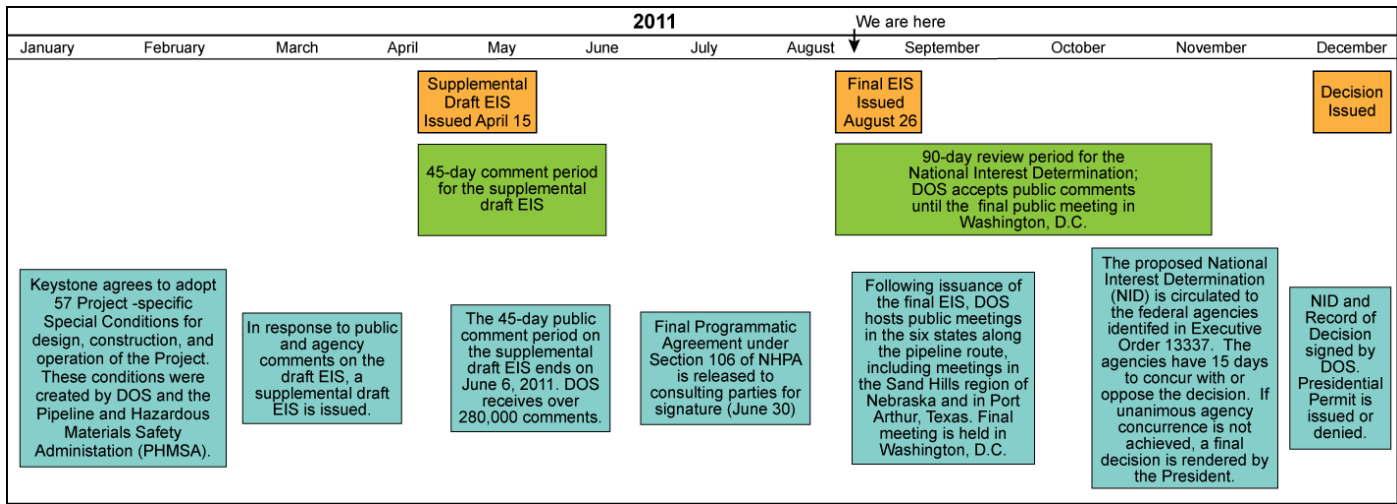 2011
We are here
January February March April May June July August September October November December
Supplemental
Draft EIS
Issued April 15
Final EIS
Issued
August 26
Decision
Issued
45-day comment period
for the supplemental
draft EIS
90-day review period for the
National Interest Determination;
DOS accepts public comments
until the final public meeting in
Washington, D.C.
Keystone agrees to adopt
57 Project -specific
Special Conditions for
design, construction, and
operation of the Project.
These conditions were
created by DOS and the
Pipeline and Hazardous
Materials Safety
Administation (PHMSA).
In response to public
and agency
comments on the
draft EIS, a
supplemental draft
EIS is issued.
The 45-day public
comment period on
the supplemental
draft EIS ends on
June 6, 2011. DOS
receives over
280,000 comments.
Final Programmatic
Agreement under
Section 106 of NHPA
is released to
consulting parties for
signature (June 30)
Following issuance of
the final EIS, DOS
hosts public meetings
in the six states along
the pipeline route,
including meetings in
the Sand Hills region of
Nebraska and in Port
Arthur, Texas. Final
meeting is held in
Washington, D.C.
The proposed National
Interest Determination
(NID) is circulated to
the federal agencies
identifed in Executive
Order 13337. The
agencies have 15 days
to concur with or
oppose the decision. If
unanimous agency
concurrence is not
achieved, a final
decision is rendered by
the President.
NID and
Record of
Decision
signed by
DOS.
Presidential
Permit is
issued or
denied.